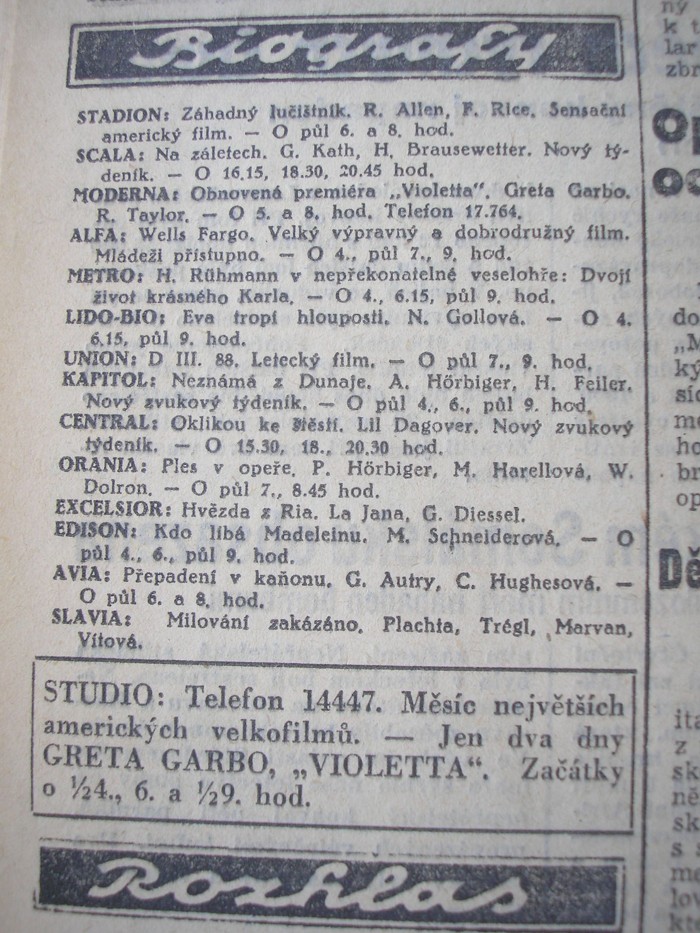 Biografy
STADION: Záhadný lučištník. R. Allen, F. Rice. Sensační
americký film. — O půl 6. a 8. hod.
SCALA: Na záletech. G. Kath, H. Brausewetter. Nový tý-
deník. — O 16.15, 18.30, 20.45 hod.
MODERNA: Obnovená premiéra „Violetta". Greta Garbo.
R. Taylor. — O 5. a 8. hod. Telefon 17.764.
ALFA: Wells Fargo. Velký výpravný a dobrodružný film.
Mládeži přístupno. — O 4., půl 7., 9. hod.
METRO: H. Rühmann v nepřekonatelné veselohře: Dvojí
život krásného Karla. — O 4., 6.15, půl 9. hod.
LIDO-BIO: Eva tropí hlouposti. N. Gollová. — O 4.
6.15, půl 9. hod.
UNION: D III. 88. Letecký film. — O půl 7., 9. hod.
KAPITOL: Neznámá z Dunaje. A. Hörbiger, H. Feiler.
Nový zvukový týdeník. — O půl 4., 6., půl 9. hod.
CENTRAL: Oklikou ke štěstí. Lil Dagover. Nový zvukový
týdeník. — O 15.30, 18., 20.30 hod.
ORANIA: Ples v opeře. P. Hörbiger, M. Harellová, W.
Dolron. — O půl 7., 8.45 hod.
EXCELSIOR: Hvězda z Ria. La Jana, G. Diessel.
EDISON: Kdo líbá Madeleinu. M. Schneiderová. — O
půl 4., 6., půl 9. hod.
AVIA: Přepadení v kaňonu. G. Autry, C. Hughesová. —
O půl 6. a 8. hod.
SLAVIA: Milování zakázáno. Plachta, Trégl, Marvan,
Vítová.
STUDIO: Telefon 14447. Měsíc největších
amerických velkofilmů. — Jen dva dny
GRETA GARBO, „VIOLETTA". Začátky
o ½4., 6. a ½9. hod.
Rozhlas